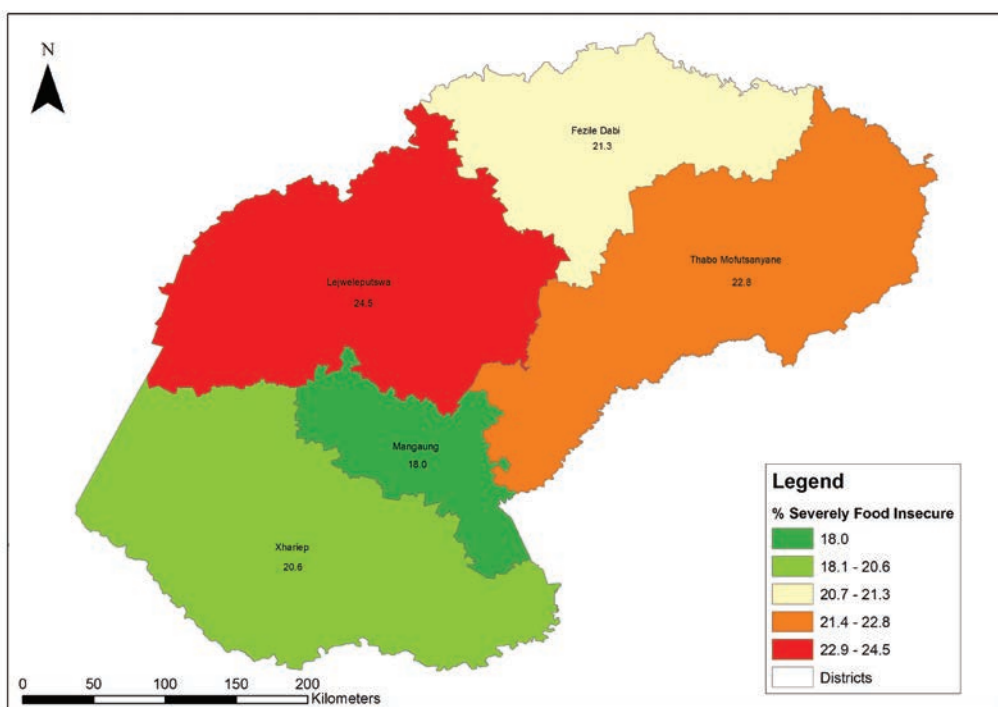 N
Fezile Dabi
21.3
Thabo Mofutsanyane
22.8
Lejweleputswa
24.5
Mangaung
18.0
Xhariep
20.6
Legend
% Severely Food Insecure
18.0
18.1 - 20.6
20.7 - 21.3
21.4 - 22.8
22.9 - 24.5
Districts
0 50 100 150 200
Kilometers